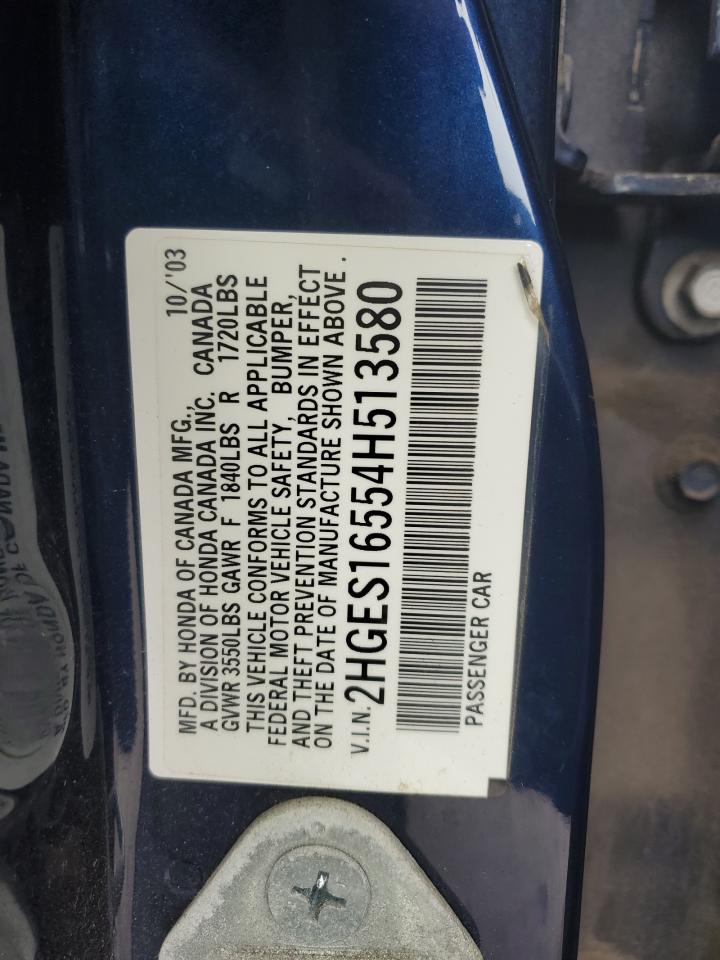 MFD. BY HONDA OF CANADA MFG., 10/'03
A DIVISION OF HONDA CANADA INC. CANADA
GVWR 3550LBS GAWR F 1840LBS R 1720LBS
THIS VEHICLE CONFORMS TO ALL APPLICABLE
FEDERAL MOTOR VEHICLE SAFETY, BUMPER,
AND THEFT PREVENTION STANDARDS IN EFFECT
ON THE DATE OF MANUFACTURE SHOWN ABOVE.
V.I.N. 2HGES16554H513580
PASSENGER CAR